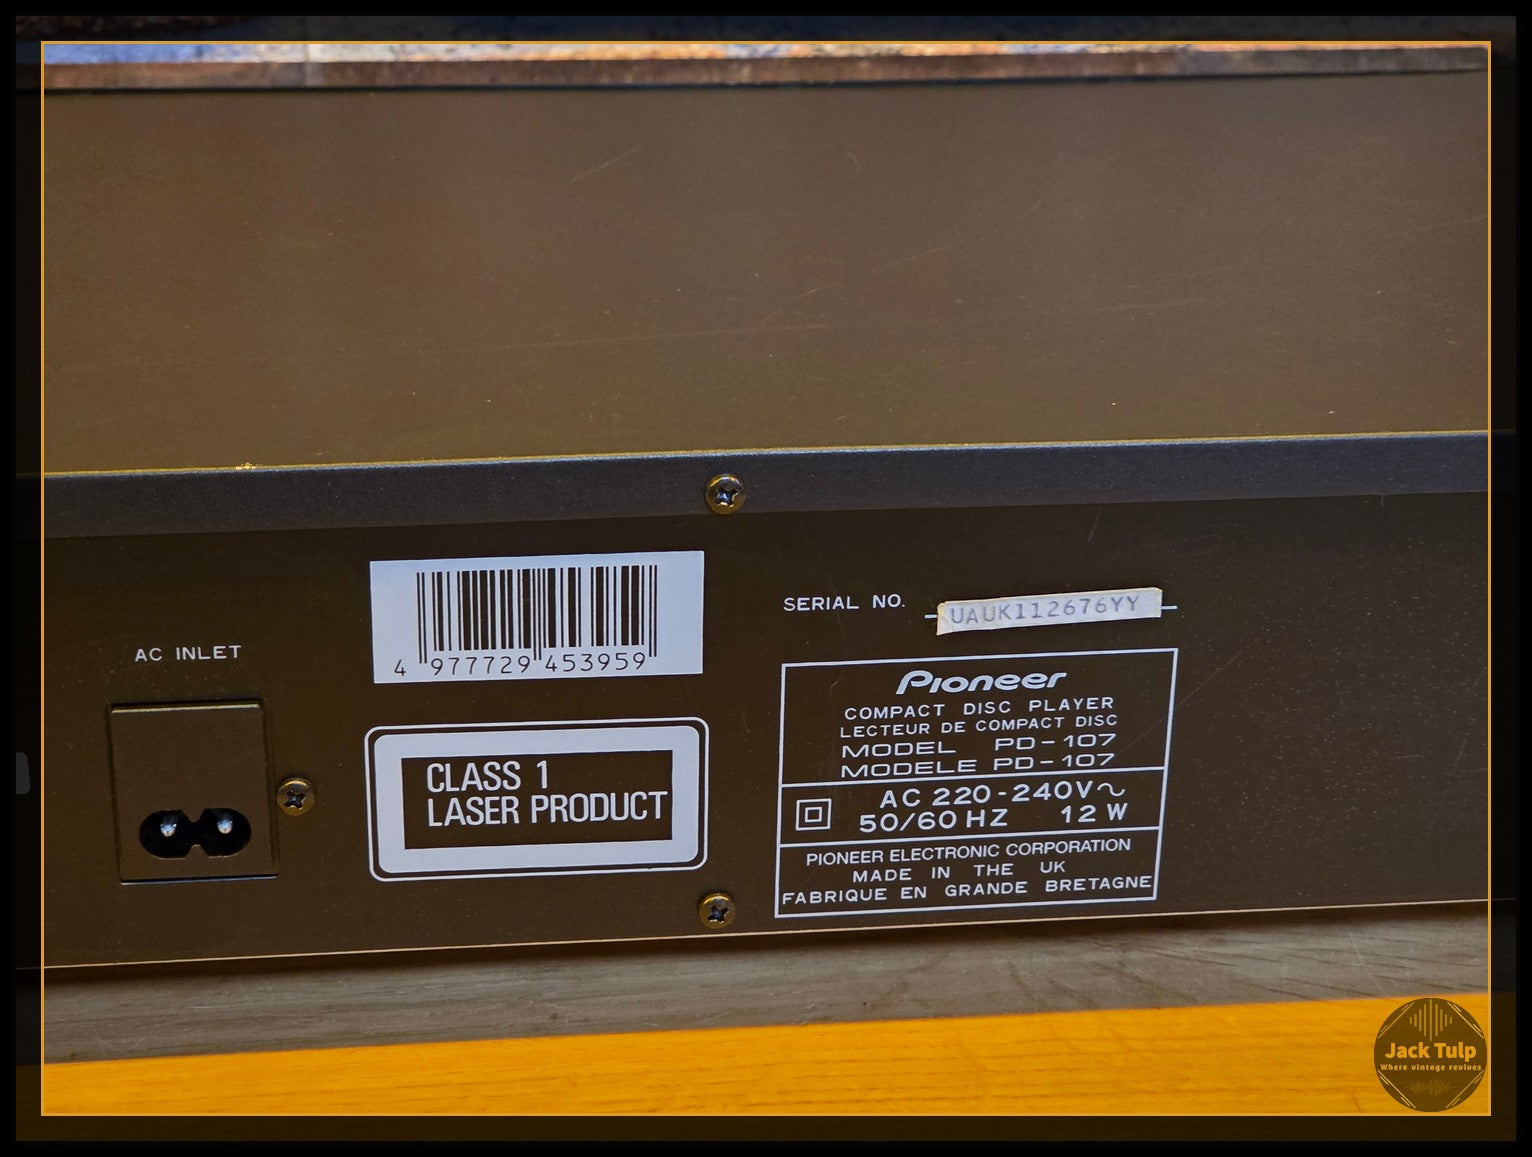 AC INLET
4 977729 453959
CLASS 1
LASER PRODUCT
SERIAL NO.
UAUK112676YY
Pioneer
COMPACT DISC PLAYER
LECTEUR DE COMPACT DISC
MODEL PD-107
MODELE PD-107
AC 220-240V~
50/60 HZ 12 W
PIONEER ELECTRONIC CORPORATION
MADE IN THE UK
FABRIQUE EN GRANDE BRETAGNE
Jack Tulp
Where vintage revives